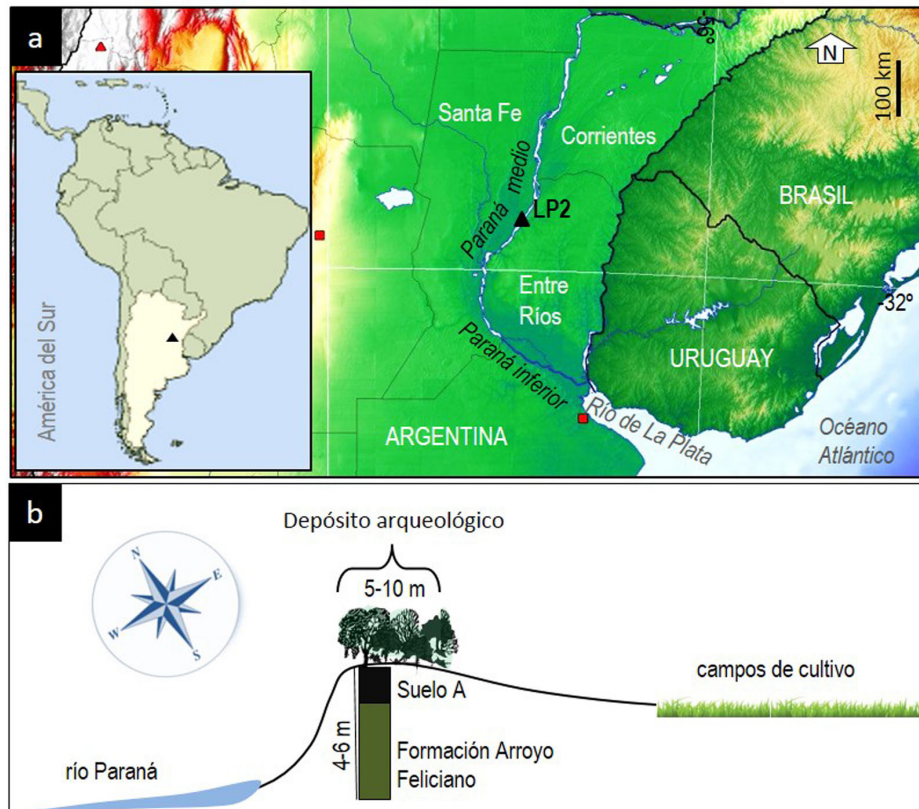 a
-59º
N
100 km
Santa Fe
Corrientes
Paraná medio
LP2
BRASIL
-32º
Entre
Ríos
URUGUAY
Paraná inferior
ARGENTINA
Río de La Plata
Océano
Atlántico
América del Sur
b
Depósito arqueológico
5-10 m
N
E
W
S
Suelo A
campos de cultivo
4-6 m
Formación Arroyo
Feliciano
río Paraná